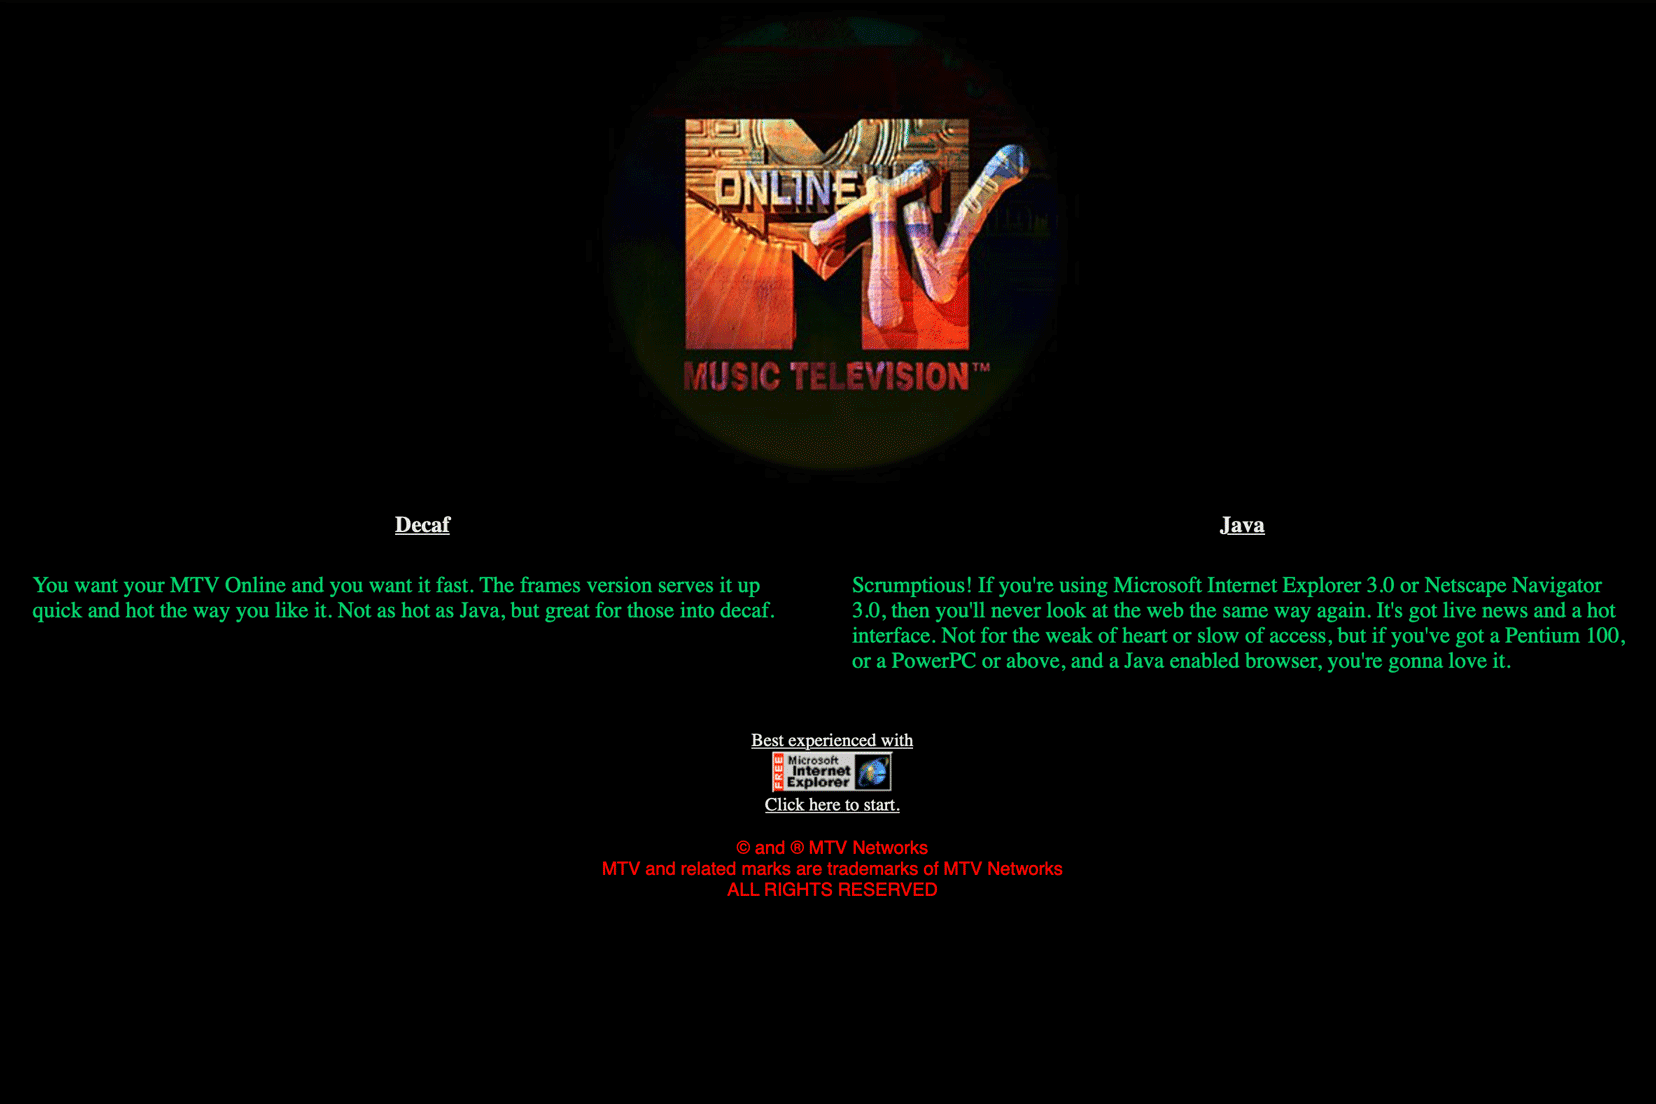 ONLINE
MTV
MUSIC TELEVISION™
Decaf
You want your MTV Online and you want it fast. The frames version serves it up
quick and hot the way you like it. Not as hot as Java, but great for those into decaf.
Java
Scrumptious! If you're using Microsoft Internet Explorer 3.0 or Netscape Navigator
3.0, then you'll never look at the web the same way again. It's got live news and a hot
interface. Not for the weak of heart or slow of access, but if you've got a Pentium 100,
or a PowerPC or above, and a Java enabled browser, you're gonna love it.
Best experienced with
FREE
Microsoft
Internet
Explorer
Click here to start.
© and ® MTV Networks
MTV and related marks are trademarks of MTV Networks
ALL RIGHTS RESERVED